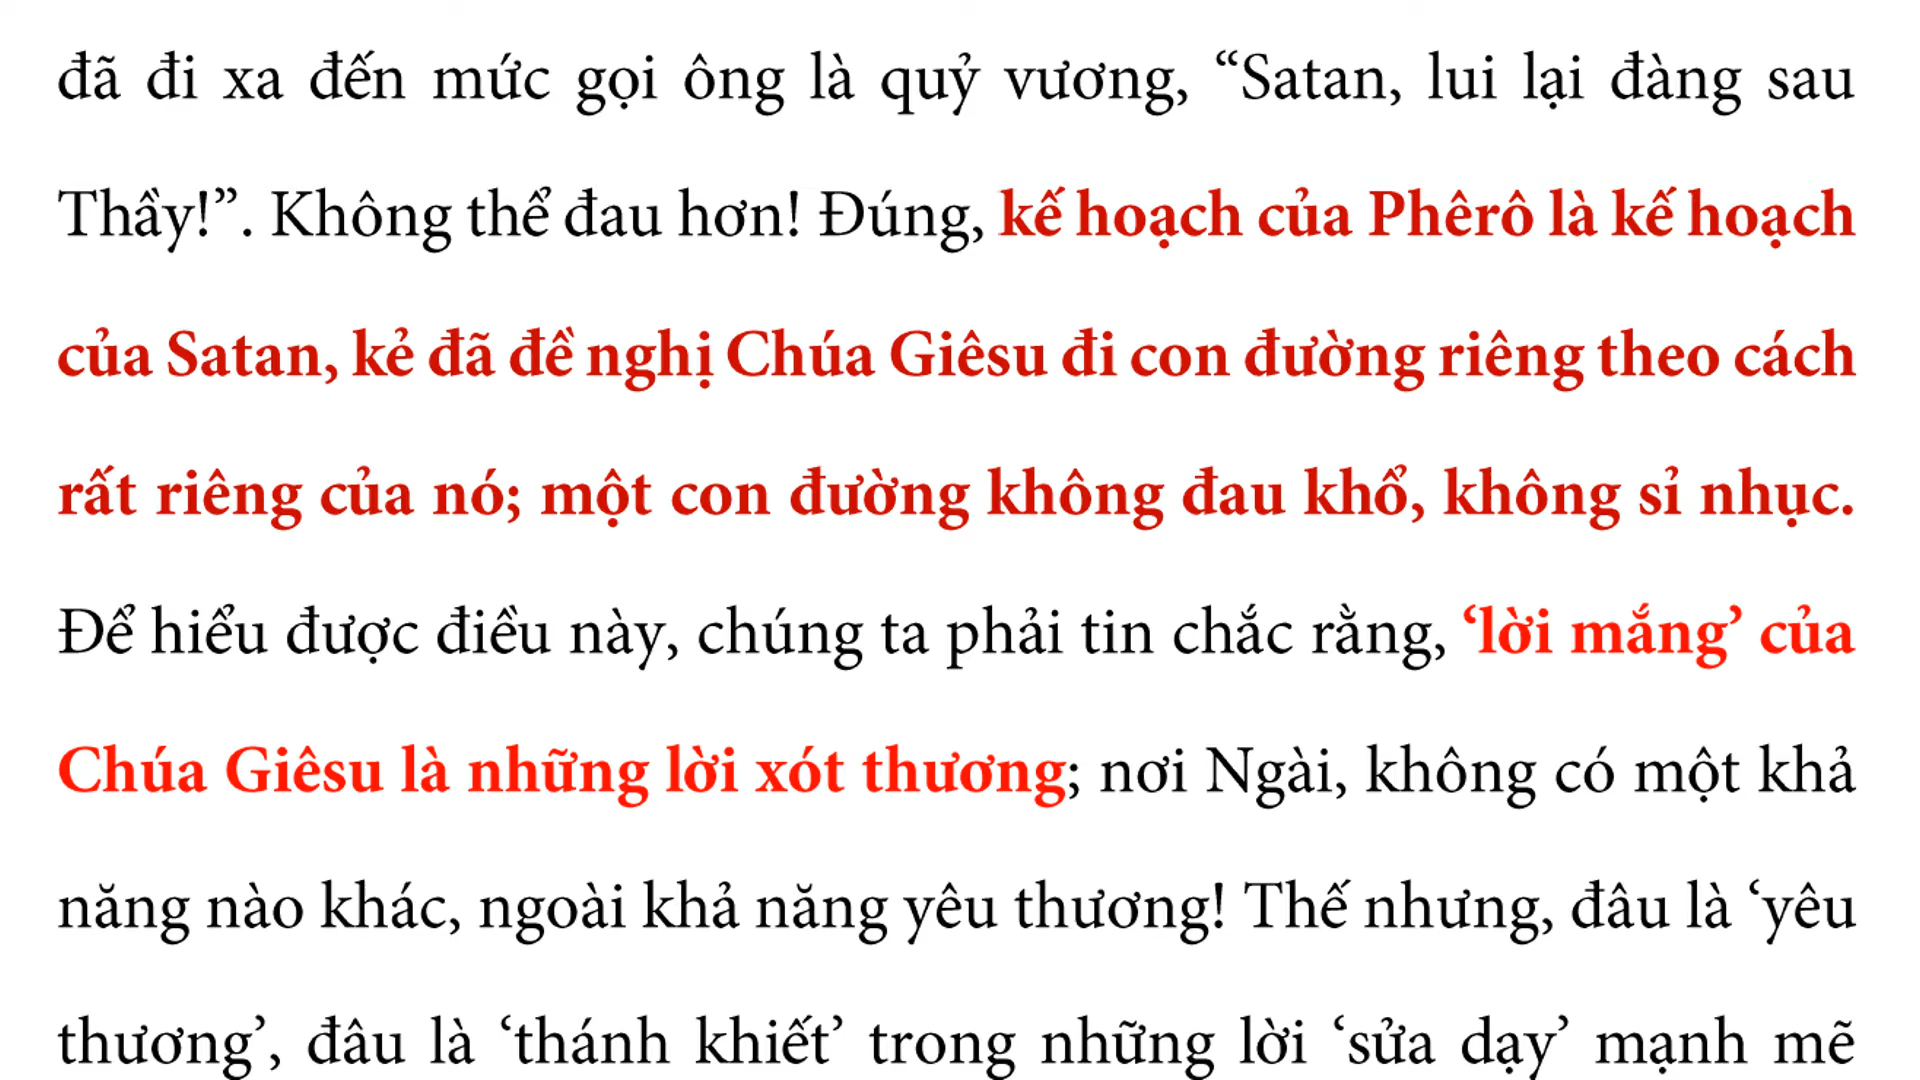 đã đi xa đến mức gọi ông là quỷ vương, “Satan, lui lại đàng sau
Thầy!”. Không thể đau hơn! Đúng, kế hoạch của Phêrô là kế hoạch
của Satan, kẻ đã đề nghị Chúa Giêsu đi con đường riêng theo cách
rất riêng của nó; một con đường không đau khổ, không sỉ nhục.
Để hiểu được điều này, chúng ta phải tin chắc rằng, ‘lời mắng’ của
Chúa Giêsu là những lời xót thương; nơi Ngài, không có một khả
năng nào khác, ngoài khả năng yêu thương! Thế nhưng, đâu là ‘yêu
thương’, đâu là ‘thánh khiết’ trong những lời ‘sửa dạy’ mạnh mẽ